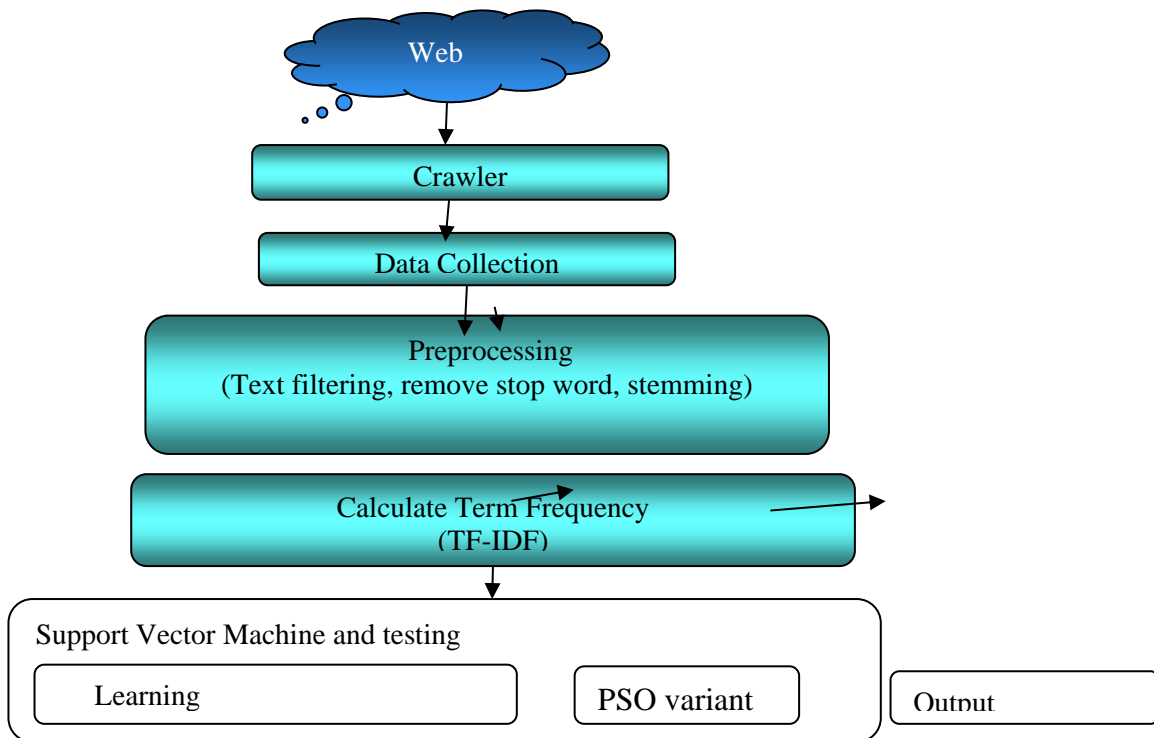 Web
Crawler
Data Collection
Preprocessing
(Text filtering, remove stop word, stemming)
Calculate Term Frequency
(TF-IDF)
Support Vector Machine and testing
Learning
PSO variant
Output